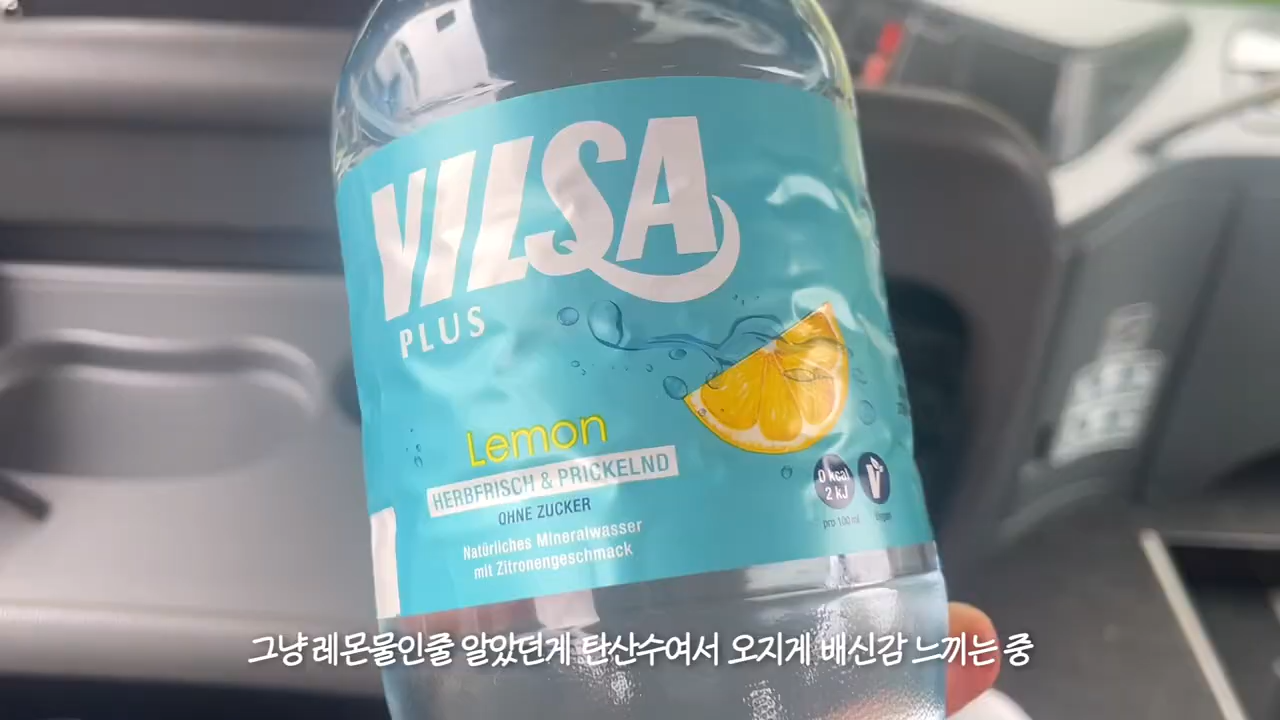 VILSA
PLUS
Lemon
HERBFRISCH & PRICKELND
OHNE ZUCKER
Natürliches Mineralwasser
mit Zitronengeschmack
0 kcal
2 kJ
pro 100 ml
V
Vegan
그냥 레몬물인줄 알았던게 탄산수여서 오지게 배신감 느끼는 중